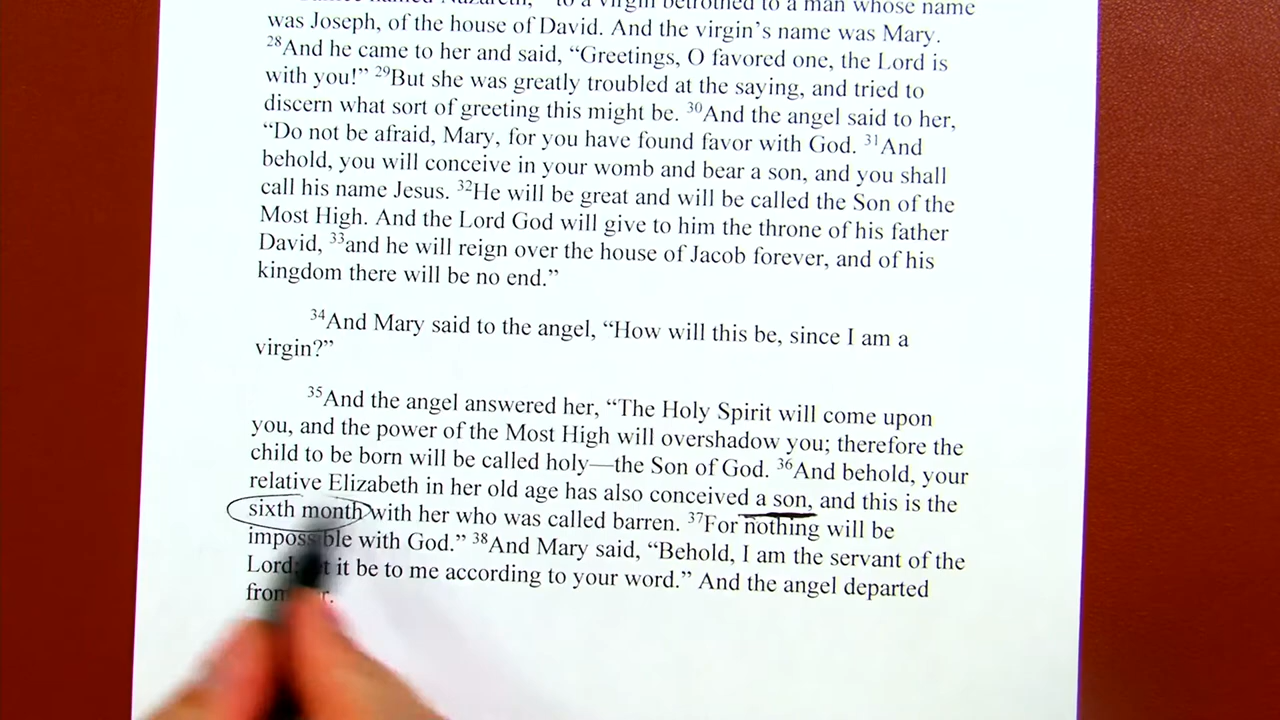 named Nazareth, 27to a virgin betrothed to a man whose name
was Joseph, of the house of David. And the virgin’s name was Mary.
28And he came to her and said, “Greetings, O favored one, the Lord is
with you!” 29But she was greatly troubled at the saying, and tried to
discern what sort of greeting this might be. 30And the angel said to her,
“Do not be afraid, Mary, for you have found favor with God. 31And
behold, you will conceive in your womb and bear a son, and you shall
call his name Jesus. 32He will be great and will be called the Son of the
Most High. And the Lord God will give to him the throne of his father
David, 33and he will reign over the house of Jacob forever, and of his
kingdom there will be no end.”
34And Mary said to the angel, “How will this be, since I am a
virgin?”
35And the angel answered her, “The Holy Spirit will come upon
you, and the power of the Most High will overshadow you; therefore the
child to be born will be called holy—the Son of God. 36And behold, your
relative Elizabeth in her old age has also conceived a son, and this is the
sixth month with her who was called barren. 37For nothing will be
impossible with God.” 38And Mary said, “Behold, I am the servant of the
Lord; it be to me according to your word.” And the angel departed
from